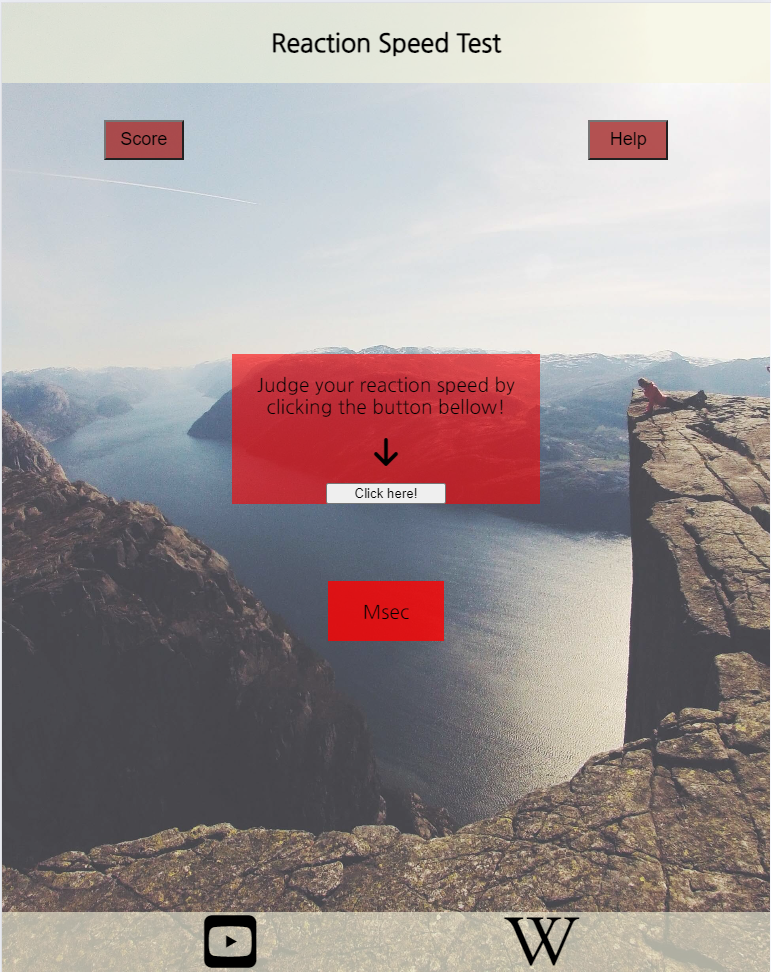 Reaction Speed Test
Score
Help
Judge your reaction speed by
clicking the button bellow!
Click here!
Msec
W